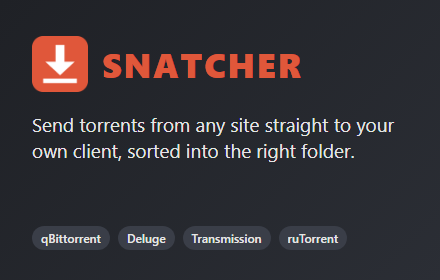 SNATCHER
Send torrents from any site straight to your
own client, sorted into the right folder.
qBittorrent Deluge Transmission ruTorrent